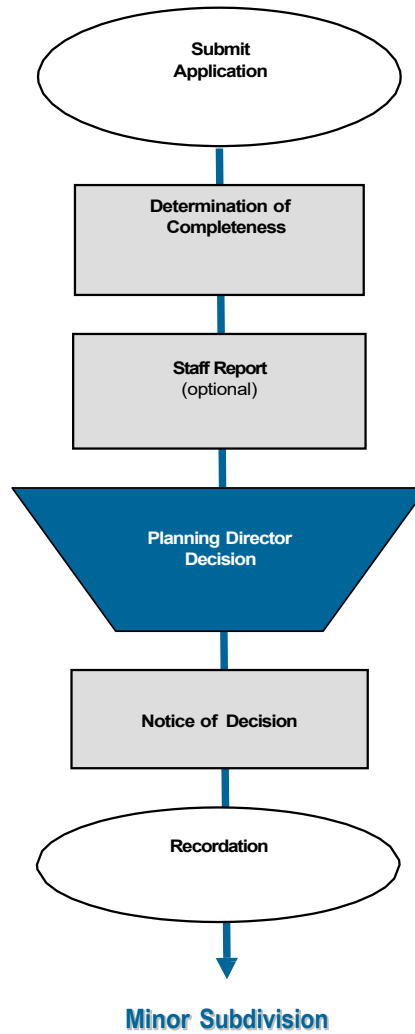 Submit
Application
Determination of
Completeness
Staff Report
(optional)
Planning Director
Decision
Notice of Decision
Recordation
Minor Subdivision